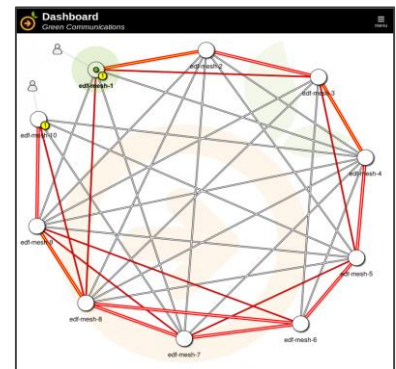 Dashboard
Green Communications
menu
edf-mesh-2
edf-mesh-1
edf-mesh-3
edf-mesh-10
edf-mesh-4
edf-mesh-9
edf-mesh-5
edf-mesh-8
edf-mesh-6
edf-mesh-7